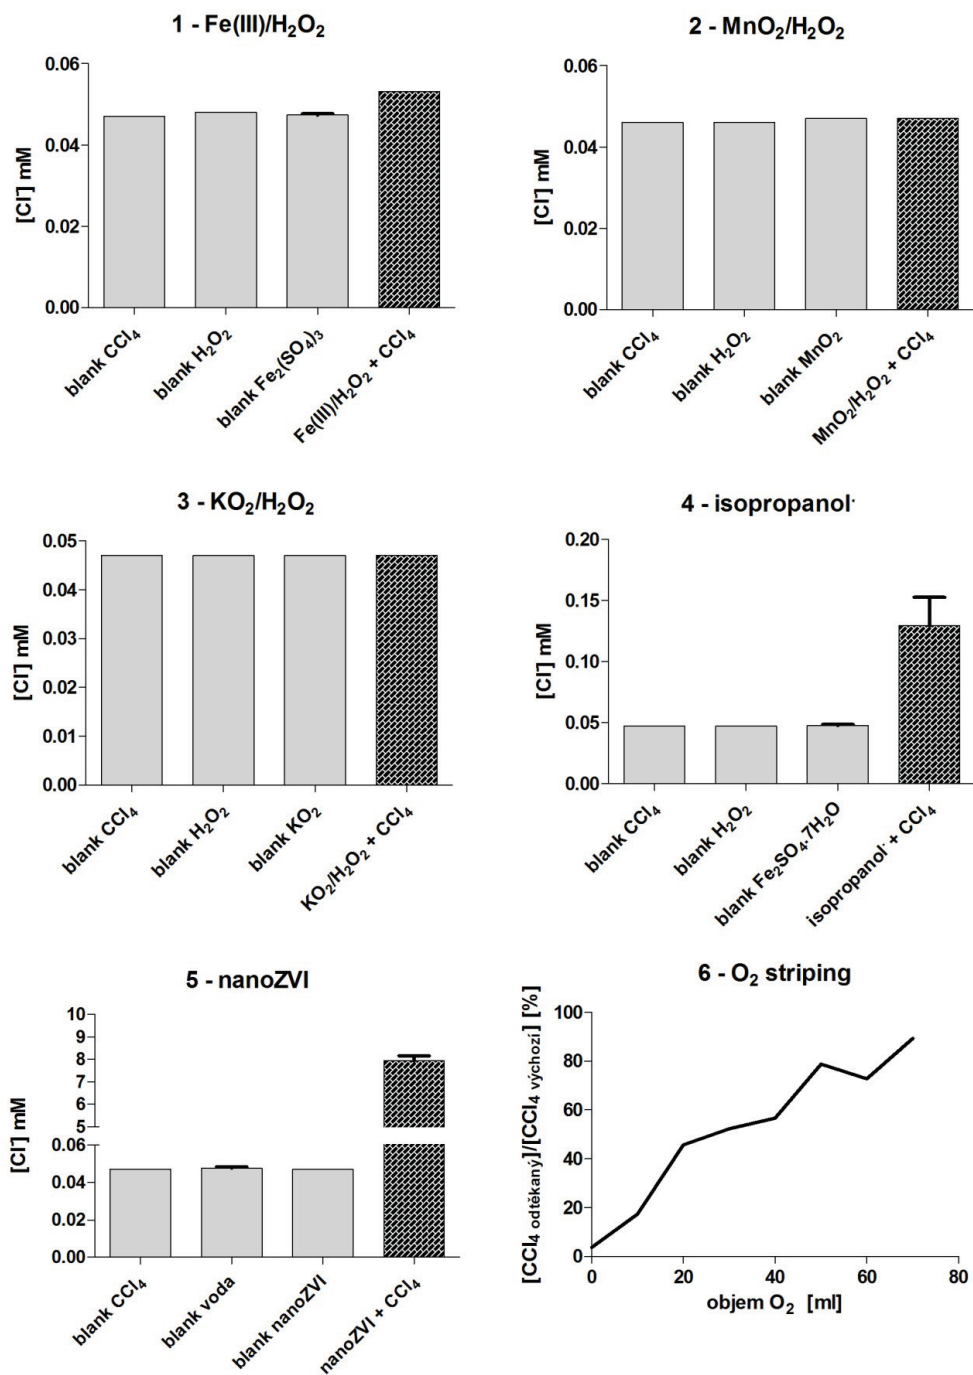 1 - Fe(III)/H₂O₂
[Cl⁻] mM
0.06
0.04
0.02
0.00
blank CCl₄
blank H₂O₂
blank Fe₂(SO₄)₃
Fe(III)/H₂O₂ + CCl₄
2 - MnO₂/H₂O₂
[Cl⁻] mM
0.06
0.04
0.02
0.00
blank CCl₄
blank H₂O₂
blank MnO₂
MnO₂/H₂O₂ + CCl₄
3 - KO₂/H₂O₂
[Cl⁻] mM
0.05
0.04
0.03
0.02
0.01
0.00
blank CCl₄
blank H₂O₂
blank KO₂
KO₂/H₂O₂ + CCl₄
4 - isopropanol·
[Cl⁻] mM
0.20
0.15
0.10
0.05
0.00
blank CCl₄
blank H₂O₂
blank Fe₂SO₄.7H₂O
isopropanol· + CCl₄
5 - nanoZVI
[Cl⁻] mM
10
9
8
7
6
5
0.06
0.04
0.02
0.00
blank CCl₄
blank voda
blank nanoZVI
nanoZVI + CCl₄
6 - O₂ striping
[CCl₄ odtěkaný]/[CCl₄ výchozí] [%]
100
80
60
40
20
0
0 20 40 60 80
objem O₂ [ml]